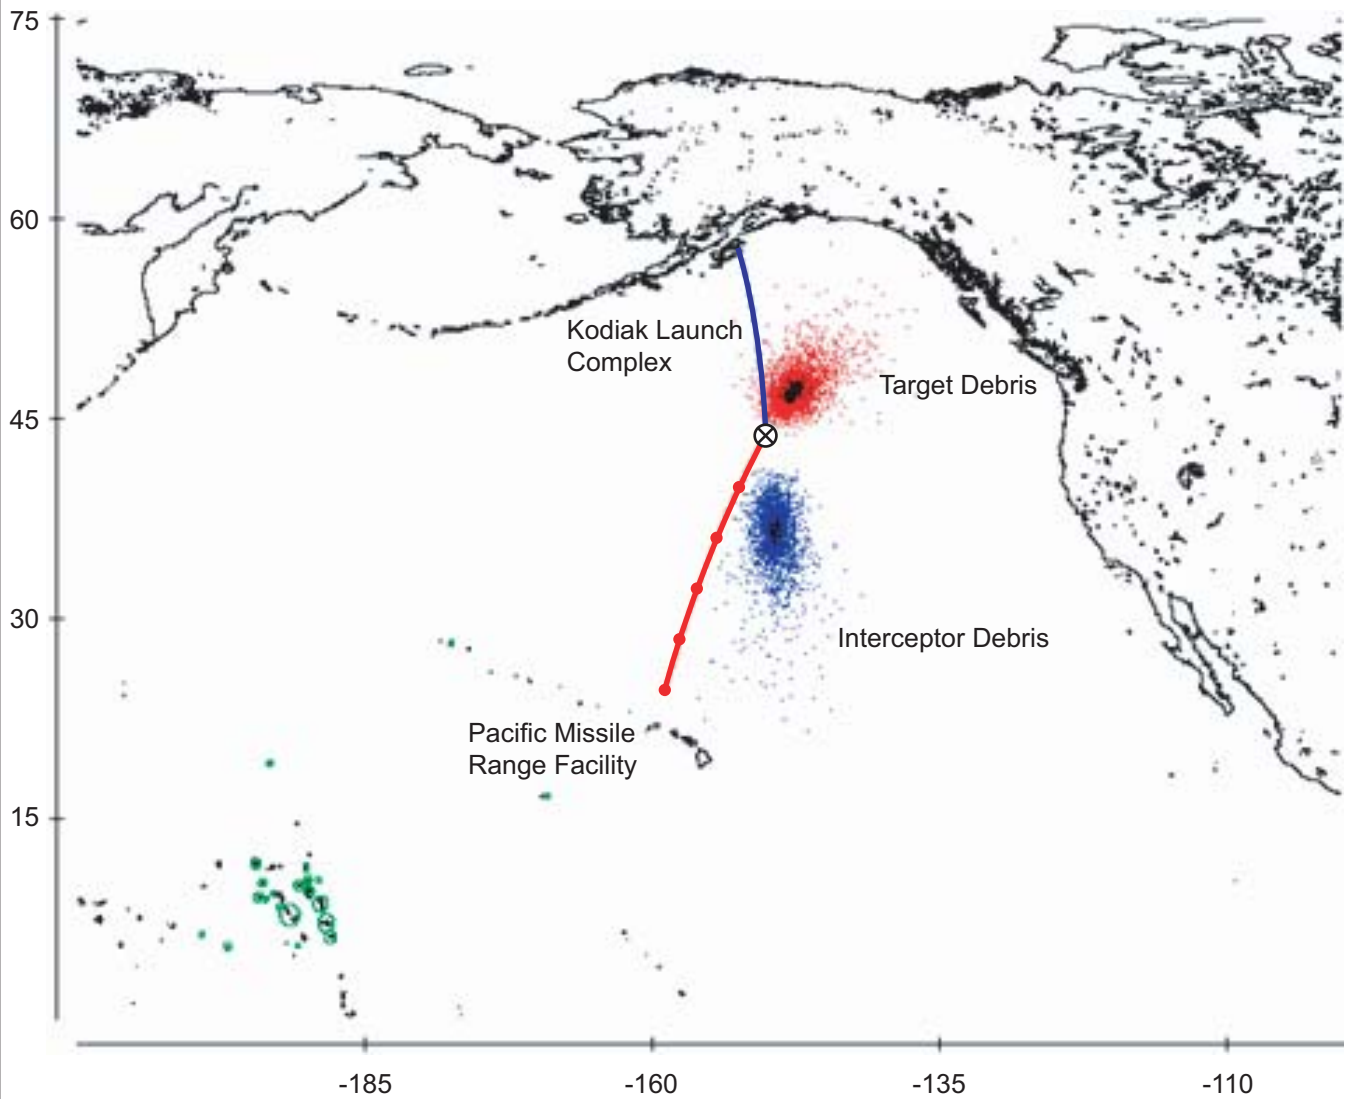 75
60
Kodiak Launch
Complex
Target Debris
45
30
Interceptor Debris
Pacific Missile
Range Facility
15
-185
-160
-135
-110